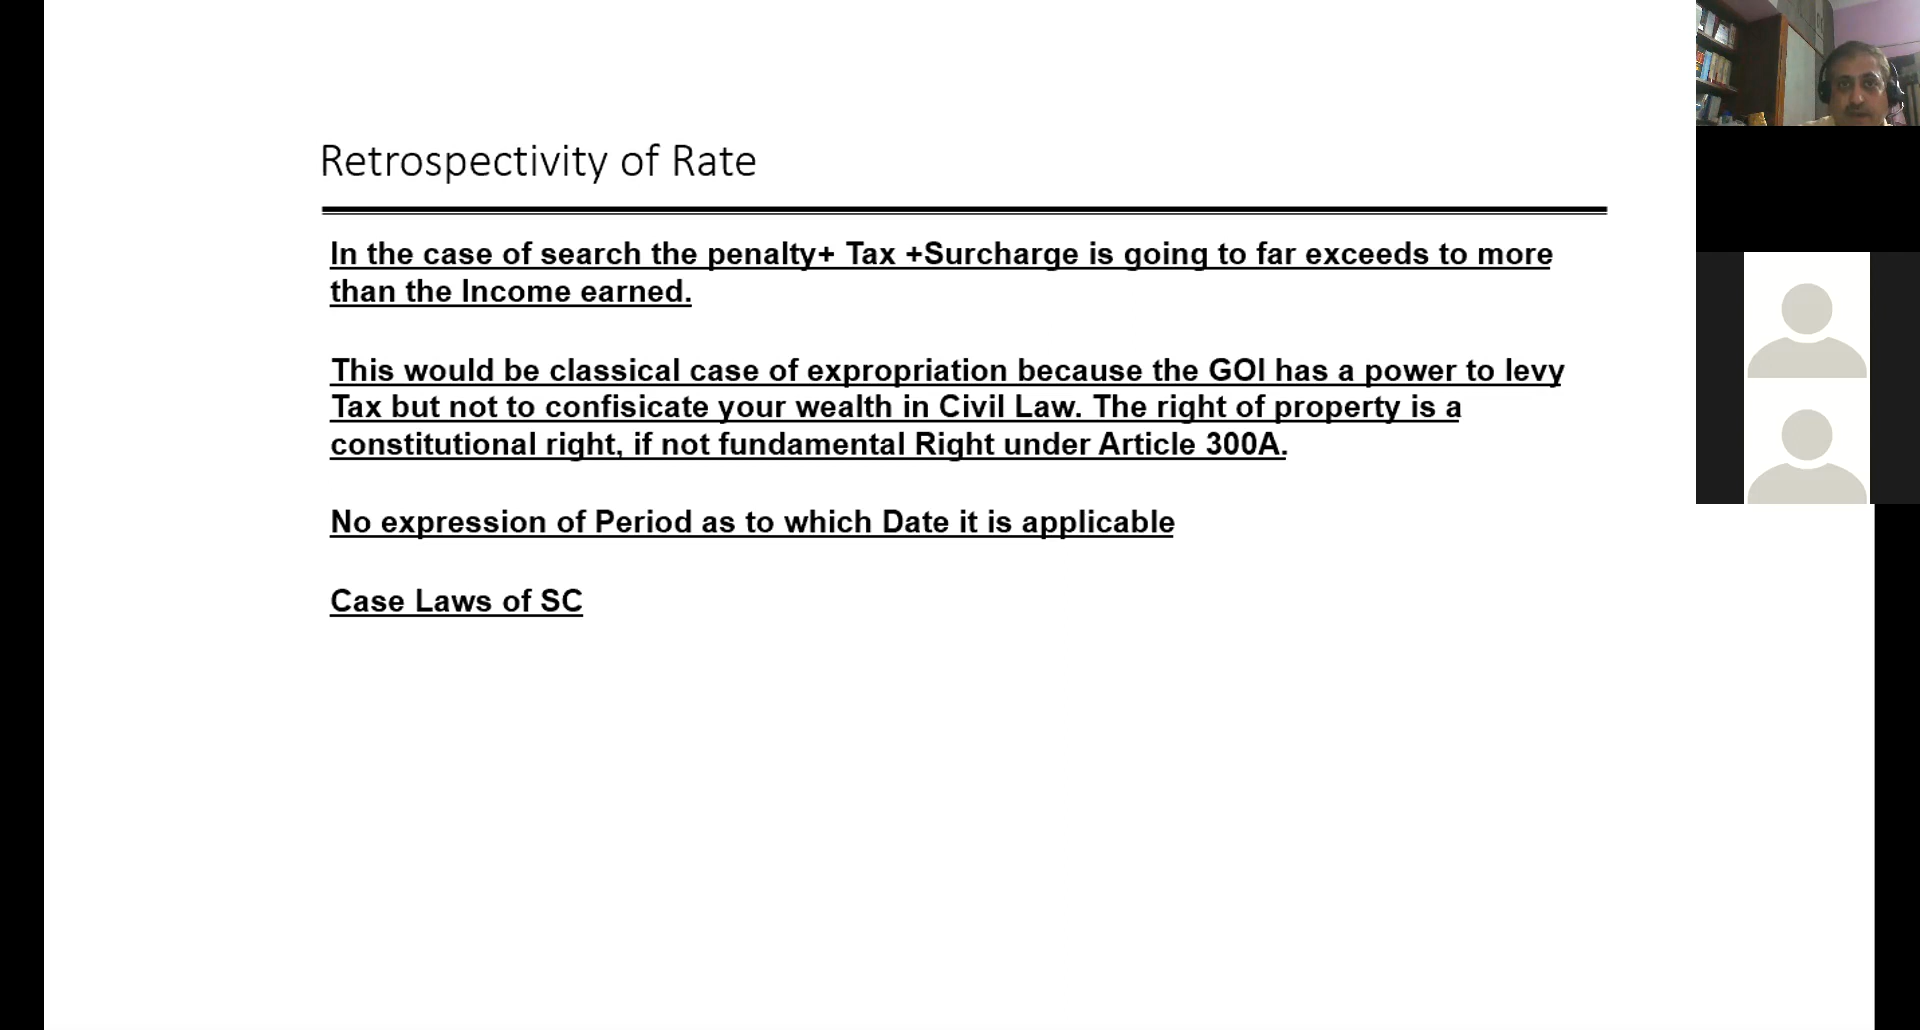 Retrospectivity of Rate
In the case of search the penalty+ Tax +Surcharge is going to far exceeds to more
than the Income earned.
This would be classical case of expropriation because the GOI has a power to levy
Tax but not to confisicate your wealth in Civil Law. The right of property is a
constitutional right, if not fundamental Right under Article 300A.
No expression of Period as to which Date it is applicable
Case Laws of SC